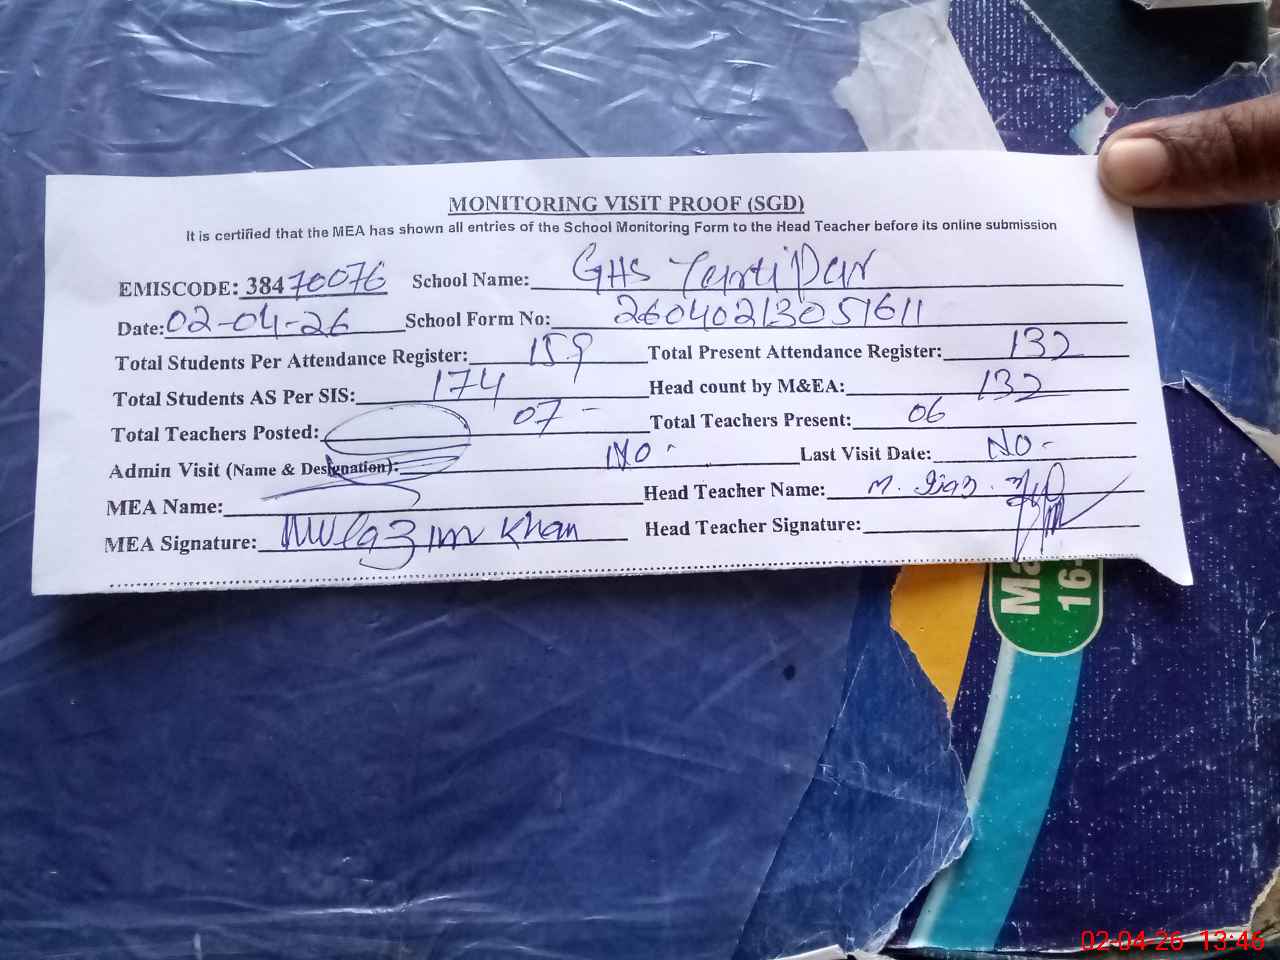 MONITORING VISIT PROOF (SGD)
It is certified that the MEA has shown all entries of the School Monitoring Form to the Head Teacher before its online submission
EMISCODE: 38470076 School Name: GHS
Date: 02-04-26 School Form No: 26040213051611
Total Students Per Attendance Register: 159 Total Present Attendance Register: 132
Total Students AS Per SIS: 174 Head count by M&EA: 132
Total Teachers Posted: 07 - Total Teachers Present: 06
Admin Visit (Name & Designation): NO - Last Visit Date: NO -
MEA Name: Head Teacher Name: M.
MEA Signature: Mulazim Khan Head Teacher Signature:
Ma
16-
02-04-26 13:46